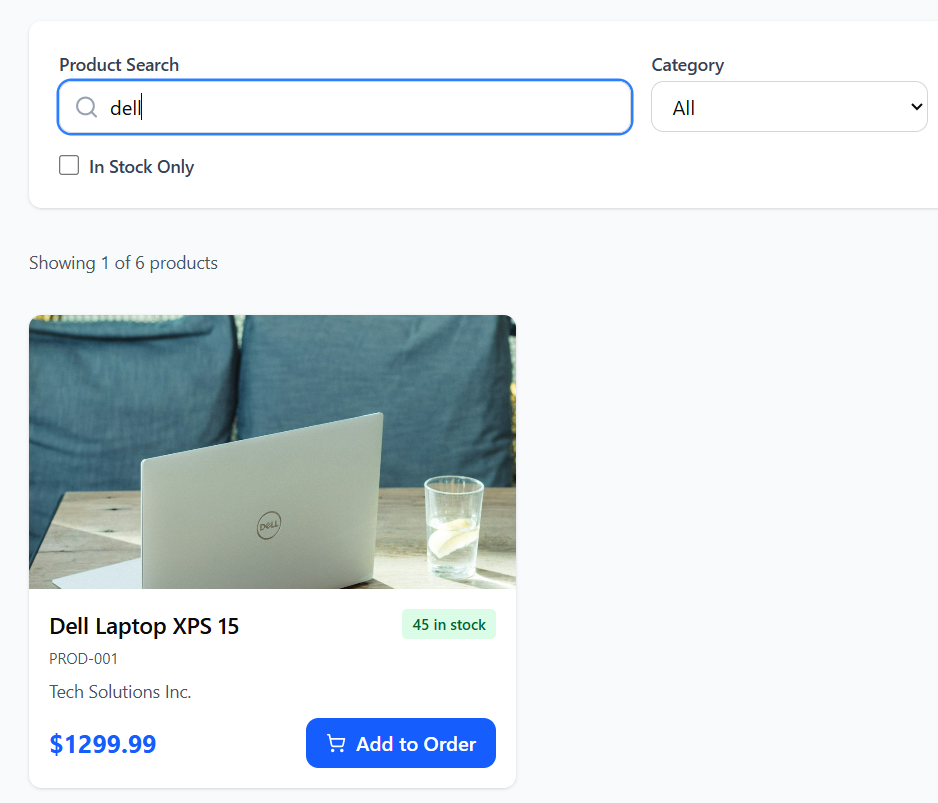 Product Search
Category
dell
All
In Stock Only
Showing 1 of 6 products
DELL
Dell Laptop XPS 15
45 in stock
PROD-001
Tech Solutions Inc.
$1299.99
Add to Order